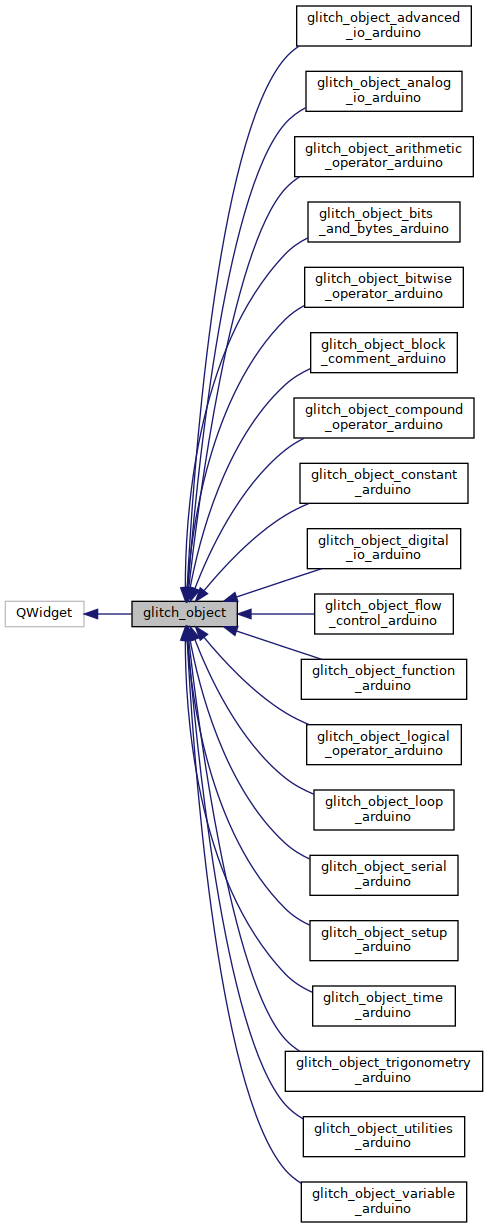 glitch_object_advanced
_io_arduino
glitch_object_analog
_io_arduino
glitch_object_arithmetic
_operator_arduino
glitch_object_bits
_and_bytes_arduino
glitch_object_bitwise
_operator_arduino
glitch_object_block
_comment_arduino
glitch_object_compound
_operator_arduino
glitch_object_constant
_arduino
glitch_object_digital
_io_arduino
QWidget
glitch_object
glitch_object_flow
_control_arduino
glitch_object_function
_arduino
glitch_object_logical
_operator_arduino
glitch_object_loop
_arduino
glitch_object_serial
_arduino
glitch_object_setup
_arduino
glitch_object_time
_arduino
glitch_object_trigonometry
_arduino
glitch_object_utilities
_arduino
glitch_object_variable
_arduino